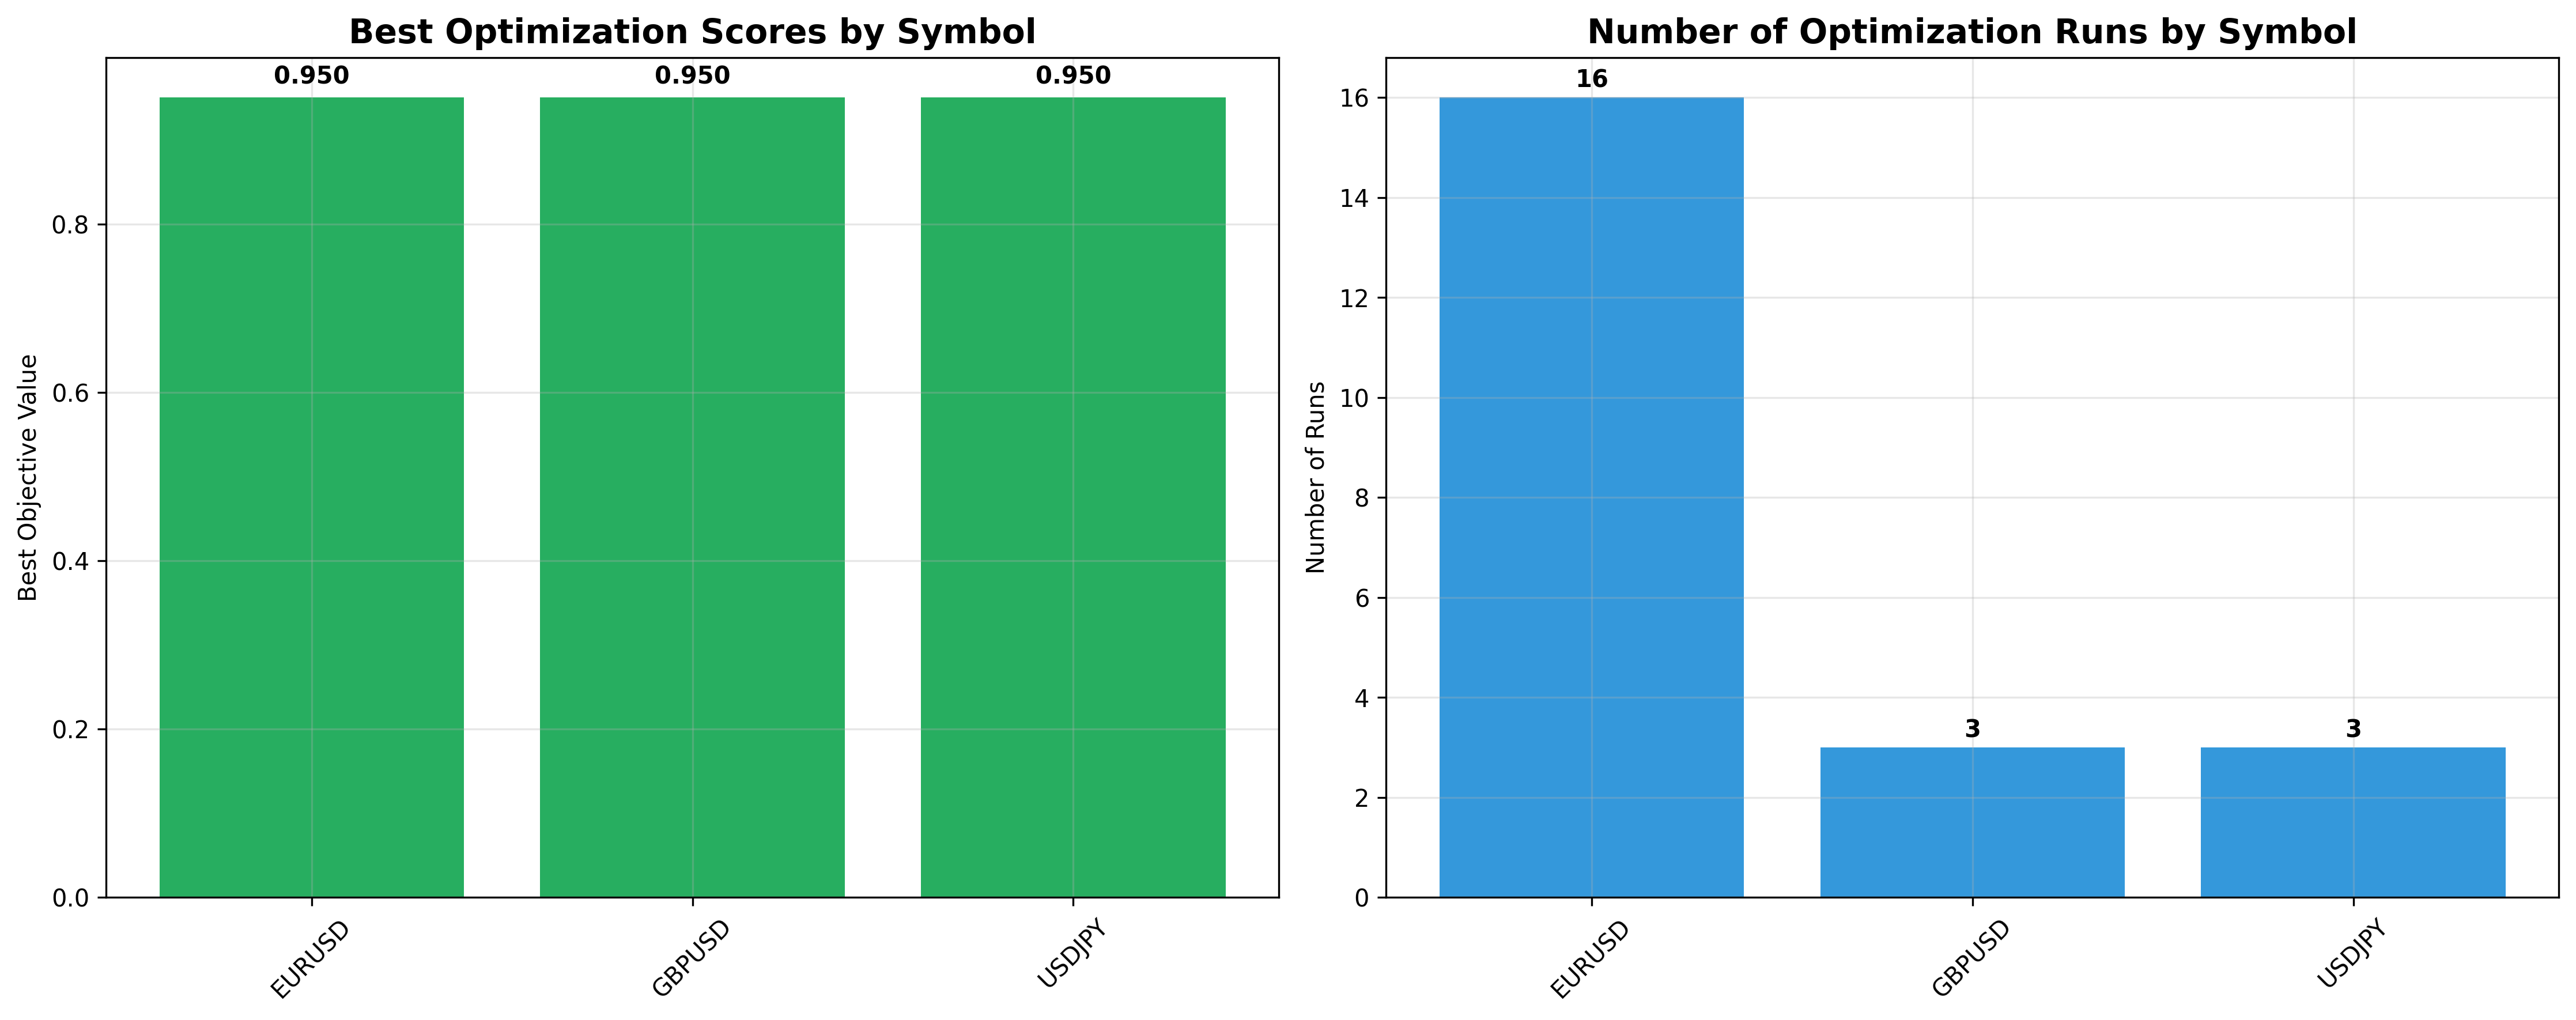 Best Optimization Scores by Symbol
0.950 0.950 0.950
0.8
0.6
0.4
0.2
0.0
Best Objective Value
EURUSD GBPUSD USDJPY
Number of Optimization Runs by Symbol
16
3 3
16
14
12
10
8
6
4
2
0
Number of Runs
EURUSD GBPUSD USDJPY